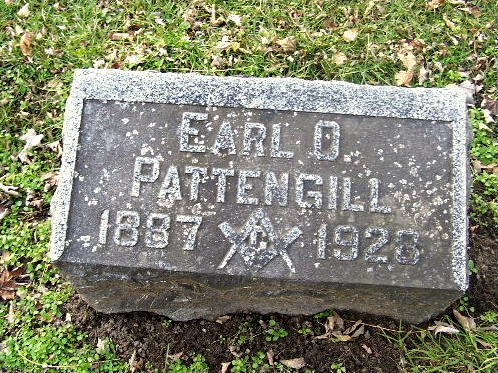 EARL O.
PATTENGILL
1887 G 1928